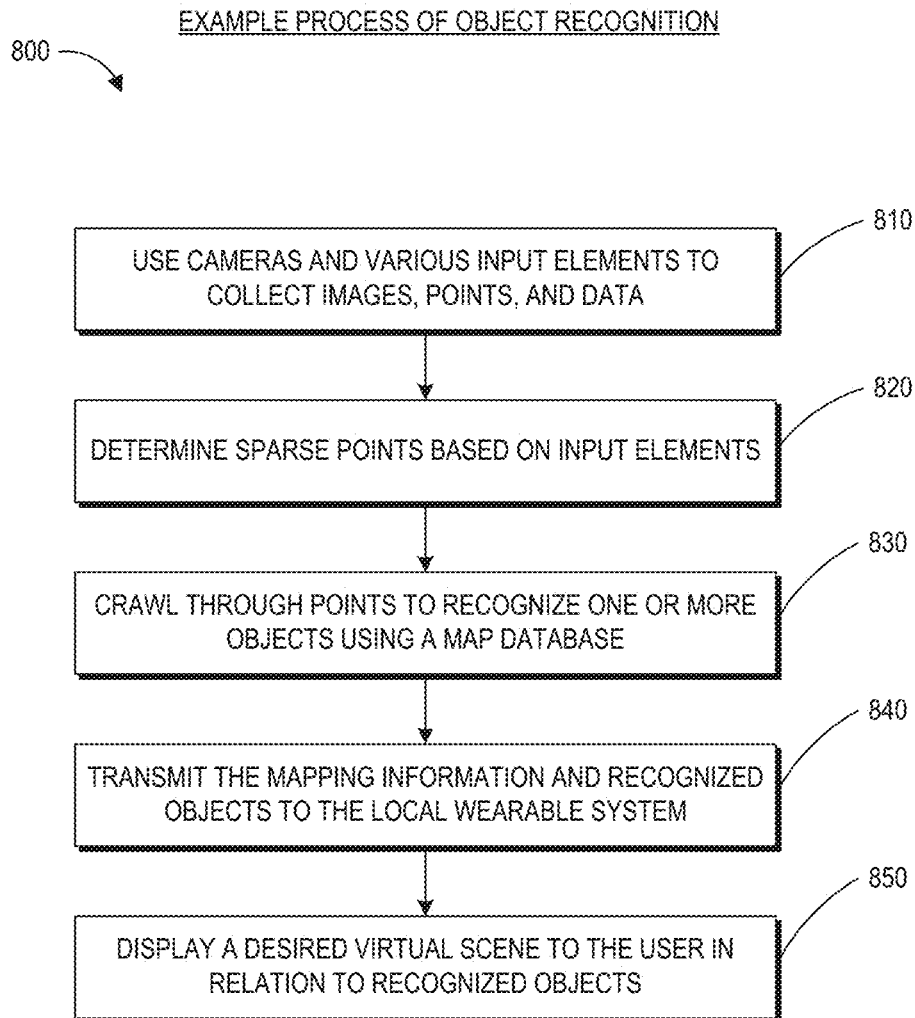 EXAMPLE PROCESS OF OBJECT RECOGNITION
800
810
USE CAMERAS AND VARIOUS INPUT ELEMENTS TO
COLLECT IMAGES, POINTS, AND DATA
820
DETERMINE SPARSE POINTS BASED ON INPUT ELEMENTS
830
CRAWL THROUGH POINTS TO RECOGNIZE ONE OR MORE
OBJECTS USING A MAP DATABASE
840
TRANSMIT THE MAPPING INFORMATION AND RECOGNIZED
OBJECTS TO THE LOCAL WEARABLE SYSTEM
850
DISPLAY A DESIRED VIRTUAL SCENE TO THE USER IN
RELATION TO RECOGNIZED OBJECTS